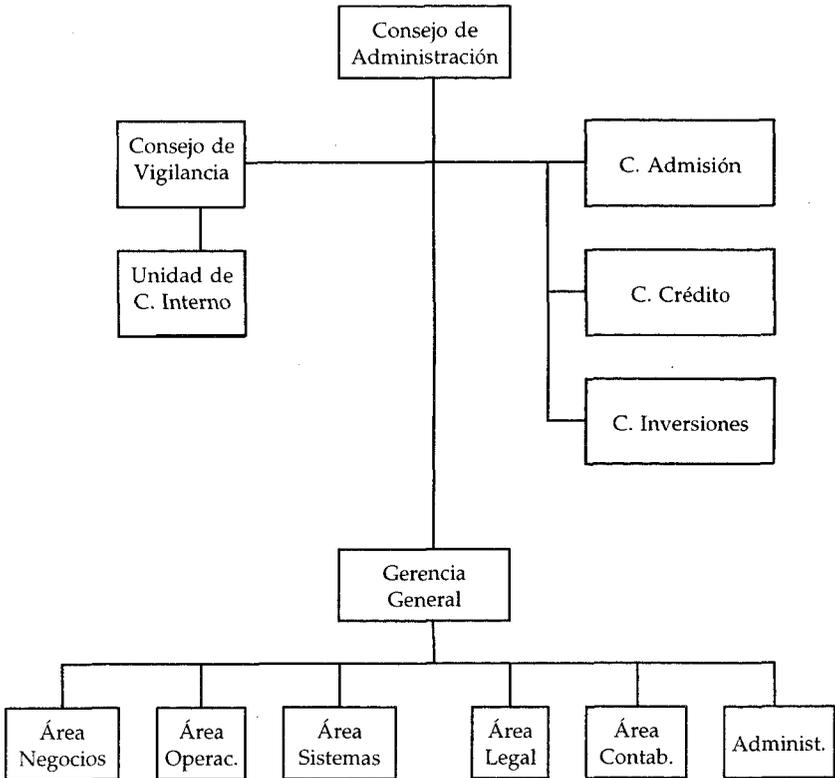 Consejo de
Administración
Consejo de
Vigilancia
C. Admisión
Unidad de
C. Interno
C. Crédito
C. Inversiones
Gerencia
General
Área
Negocios
Área
Operac.
Área
Sistemas
Área
Legal
Área
Contab.
Administ.